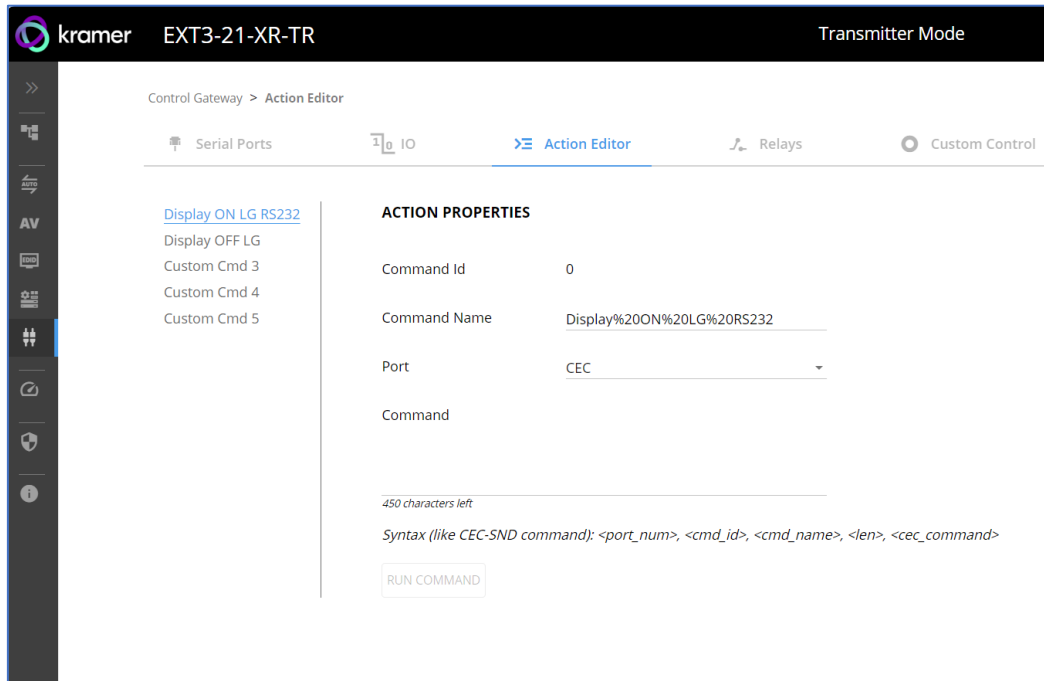 kramer EXT3-21-XR-TR Transmitter Mode
Control Gateway > Action Editor
Serial Ports 1 0 IO Action Editor Relays Custom Control
AUTO
AV
EDID
Display ON LG RS232
Display OFF LG
Custom Cmd 3
Custom Cmd 4
Custom Cmd 5
ACTION PROPERTIES
Command Id 0
Command Name Display%20ON%20LG%20RS232
Port CEC
Command
450 characters left
Syntax (like CEC-SND command): <port_num>, <cmd_id>, <cmd_name>, <len>, <cec_command>
RUN COMMAND